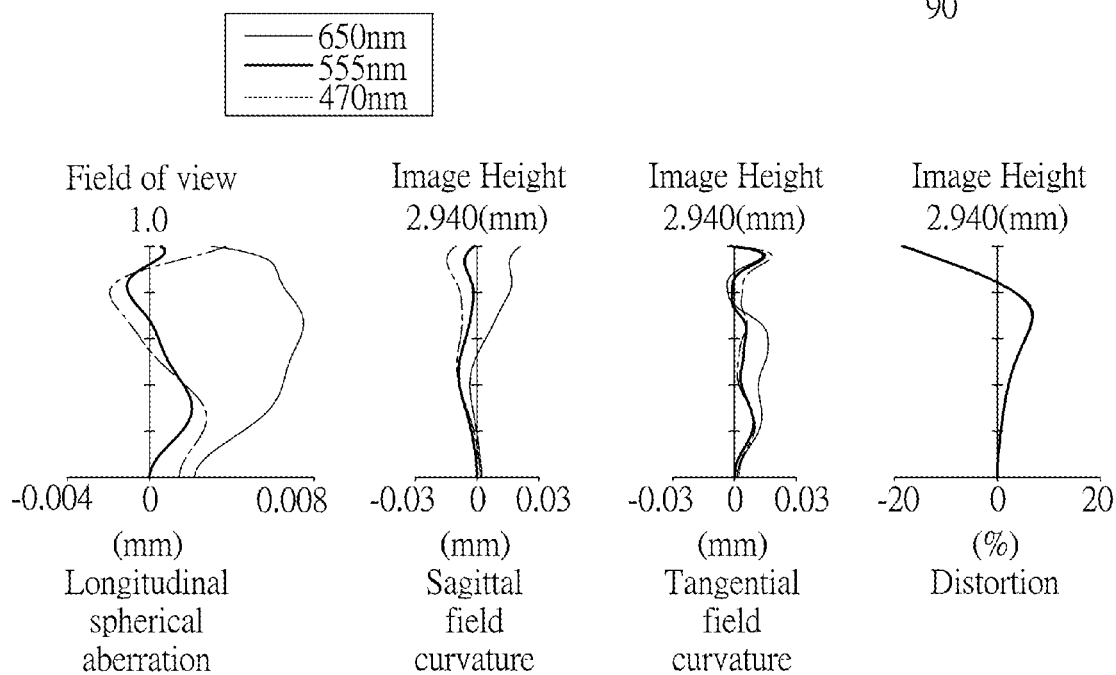 90
650nm
555nm
470nm
Field of view
1.0
-0.004 0 0.008
(mm)
Longitudinal
spherical
aberration
Image Height
2.940(mm)
-0.03 0 0.03
(mm)
Sagittal
field
curvature
Image Height
2.940(mm)
-0.03 0 0.03
(mm)
Tangential
field
curvature
Image Height
2.940(mm)
-20 0 20
(%)
Distortion